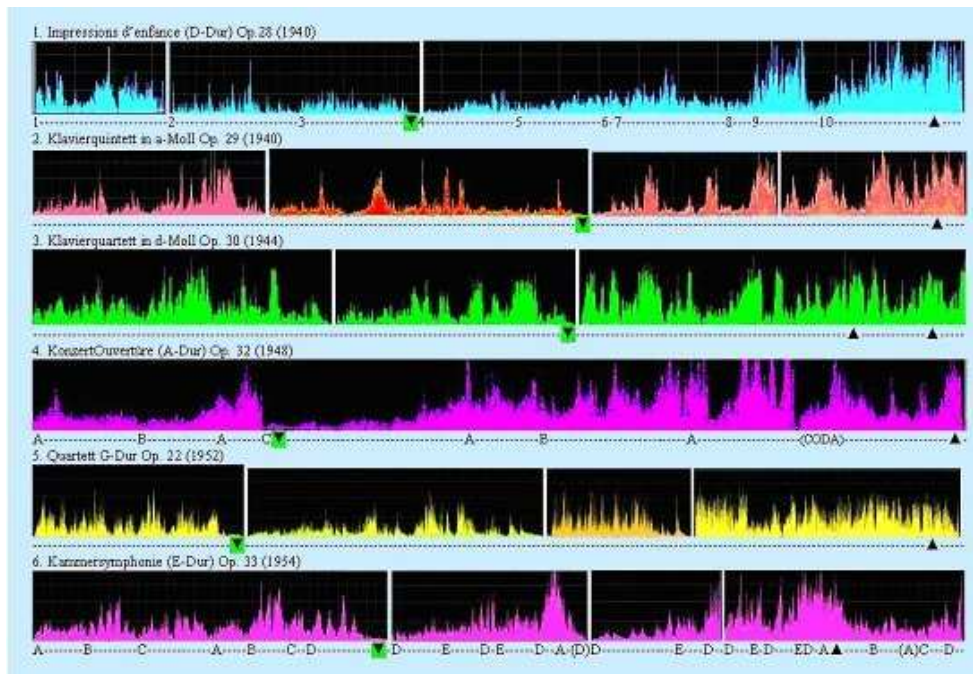 1. Impressions d'enfance (D-Dur) Op.28 (1940)
1 2 3 4 5 6-7 8 - 9 10
2. Klavierquintett in a-Moll Op. 29 (1940)
3. Klavierquartett in d-Moll Op. 30 (1944)
4. KonzertOuvertüre (A-Dur) Op. 32 (1948)
A B A C A B A (CODA)
5. Quartett G-Dur Op. 22 (1952)
6. Kammersymphonie (E-Dur) Op. 33 (1954)
A B C A B C-D D E D-E D-A-(D) D E D D E-D ED-A B (A)C D